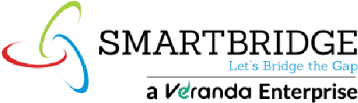 SMARTBRIDGE
Let's Bridge the Gap
a Veranda Enterprise